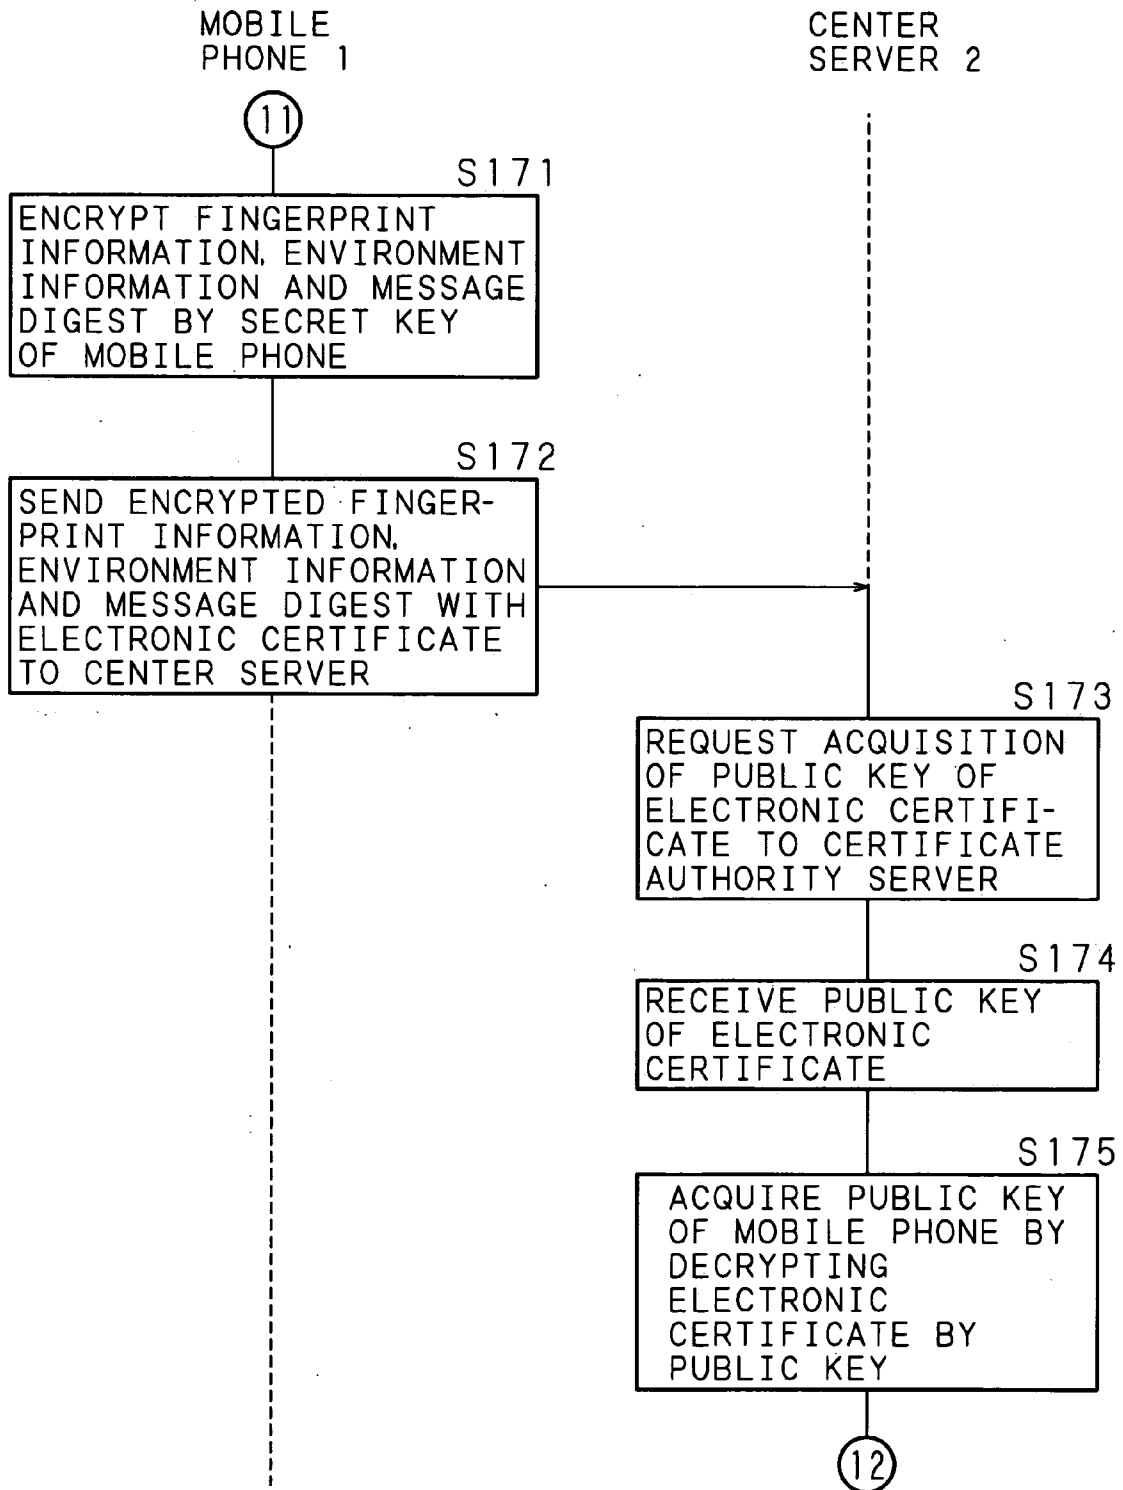 MOBILE
PHONE 1
CENTER
SERVER 2
11
S171
ENCRYPT FINGERPRINT
INFORMATION, ENVIRONMENT
INFORMATION AND MESSAGE
DIGEST BY SECRET KEY
OF MOBILE PHONE
S172
SEND ENCRYPTED FINGER-
PRINT INFORMATION,
ENVIRONMENT INFORMATION
AND MESSAGE DIGEST WITH
ELECTRONIC CERTIFICATE
TO CENTER SERVER
S173
REQUEST ACQUISITION
OF PUBLIC KEY OF
ELECTRONIC CERTIFI-
CATE TO CERTIFICATE
AUTHORITY SERVER
S174
RECEIVE PUBLIC KEY
OF ELECTRONIC
CERTIFICATE
S175
ACQUIRE PUBLIC KEY
OF MOBILE PHONE BY
DECRYPTING
ELECTRONIC
CERTIFICATE BY
PUBLIC KEY
12